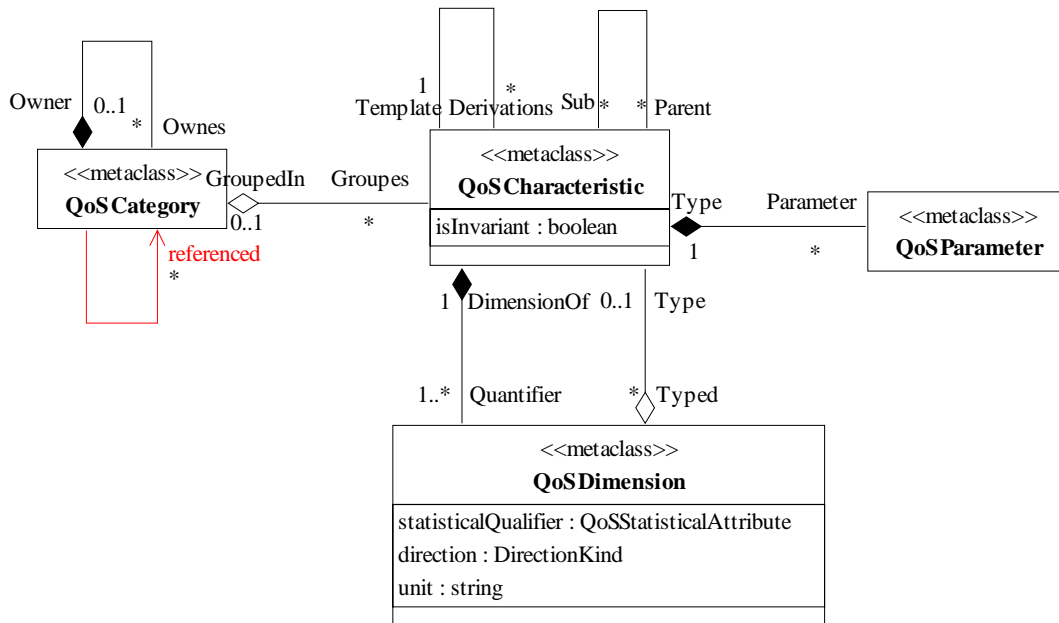 1
*
Template Derivations
Sub
*
*
Parent
Owner
0..1
*
Ownes
<<metaclass>>
QoSCategory
GroupedIn
0..1
Groupes
*
referenced
*
<<metaclass>>
QoSCharacteristic
isInvariant : boolean
Type
1
Parameter
*
<<metaclass>>
QoSParameter
1
DimensionOf
0..1
Type
1..*
Quantifier
*
Typed
<<metaclass>>
QoSDimension
statisticalQualifier : QoSStatisticalAttribute
direction : DirectionKind
unit : string